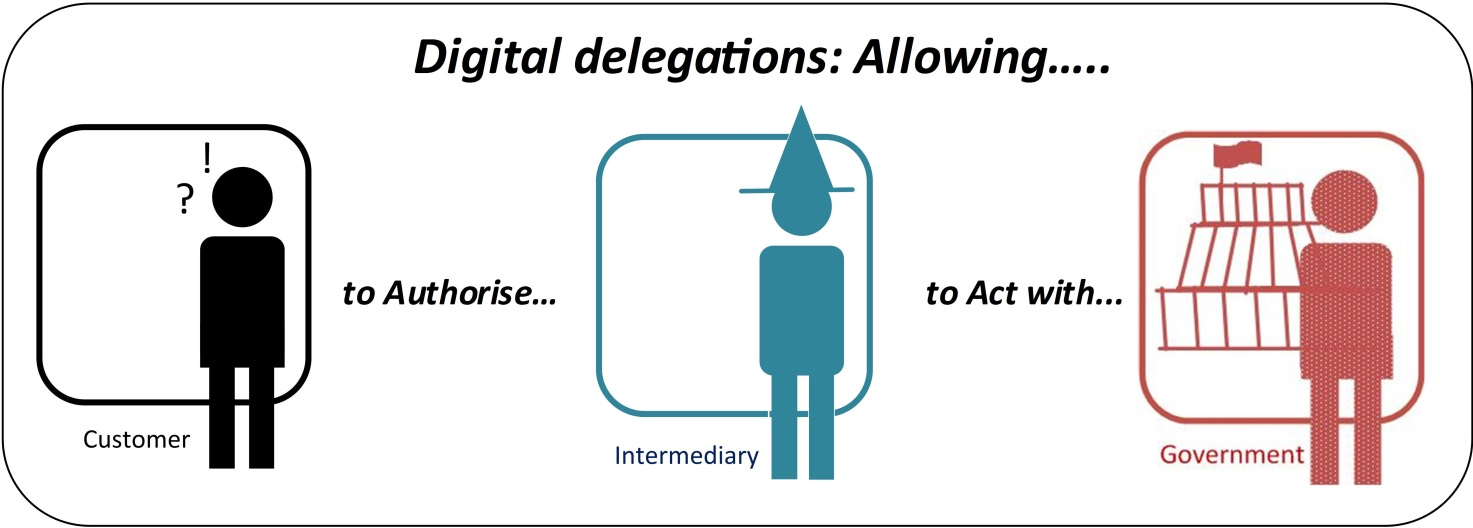 Digital delegations: Allowing.....
!
?
to Authorise...
to Act with...
Customer
Intermediary
Government